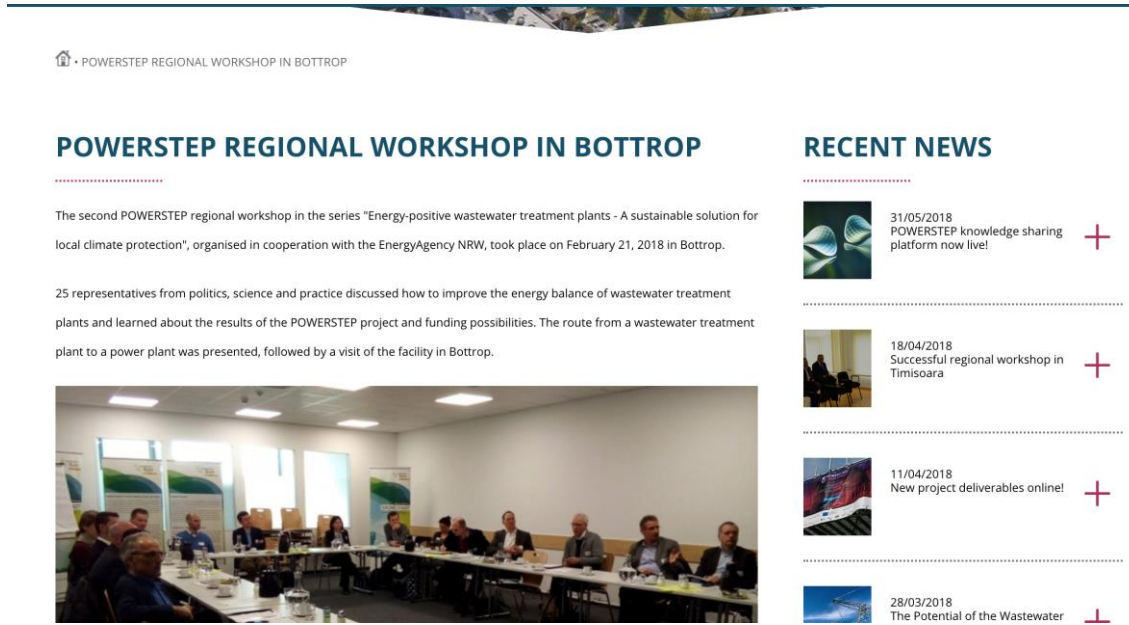 POWERSTEP REGIONAL WORKSHOP IN BOTTROP
POWERSTEP REGIONAL WORKSHOP IN BOTTROP
The second POWERSTEP regional workshop in the series "Energy-positive wastewater treatment plants - A sustainable solution for
local climate protection", organised in cooperation with the EnergyAgency NRW, took place on February 21, 2018 in Bottrop.
25 representatives from politics, science and practice discussed how to improve the energy balance of wastewater treatment
plants and learned about the results of the POWERSTEP project and funding possibilities. The route from a wastewater treatment
plant to a power plant was presented, followed by a visit of the facility in Bottrop.
RECENT NEWS
31/05/2018
POWERSTEP knowledge sharing
platform now live!
18/04/2018
Successful regional workshop in
Timisoara
11/04/2018
New project deliverables online!
28/03/2018
The Potential of the Wastewater